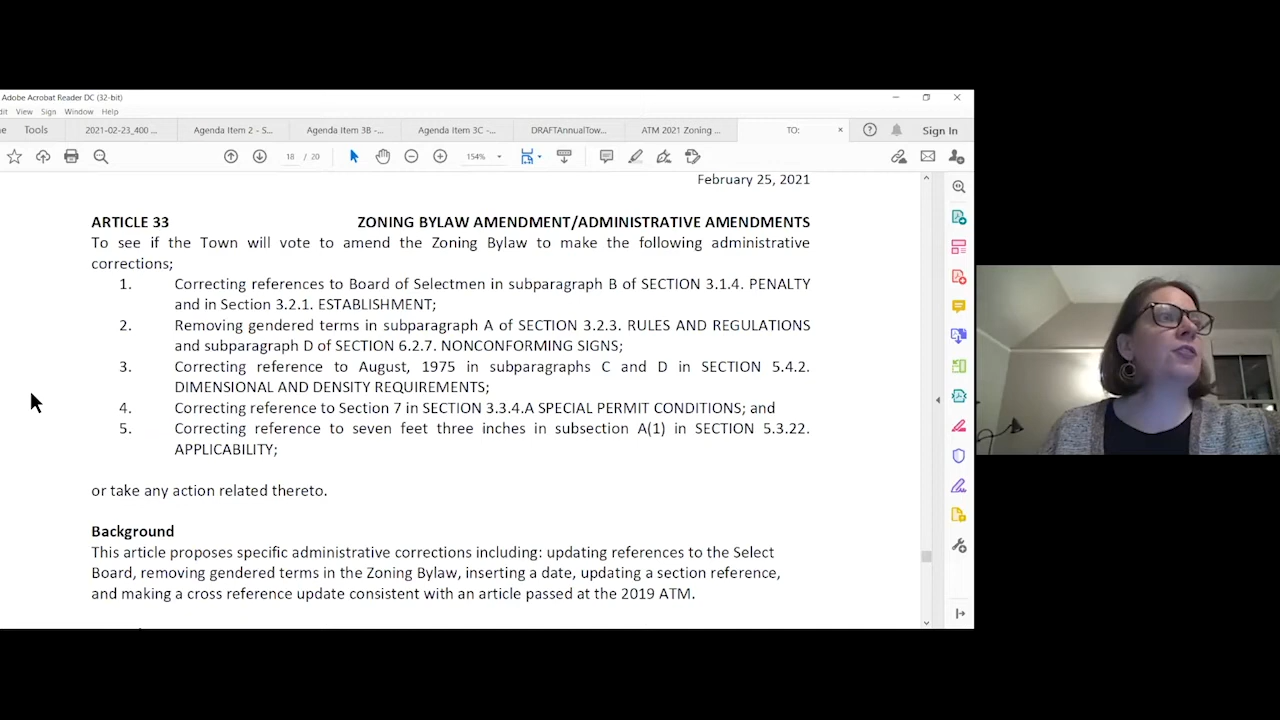 Adobe Acrobat Reader DC (32-bit)
dit View Sign Window Help
ne Tools 2021-02-23_400 ... Agenda Item 2 - S... Agenda Item 3B -... Agenda Item 3C -... DRAFTAnnualTow... ATM 2021 Zoning ... TO: × Sign In
18 / 20 154%
February 25, 2021
ARTICLE 33 ZONING BYLAW AMENDMENT/ADMINISTRATIVE AMENDMENTS
To see if the Town will vote to amend the Zoning Bylaw to make the following administrative
corrections;
1. Correcting references to Board of Selectmen in subparagraph B of SECTION 3.1.4. PENALTY
and in Section 3.2.1. ESTABLISHMENT;
2. Removing gendered terms in subparagraph A of SECTION 3.2.3. RULES AND REGULATIONS
and subparagraph D of SECTION 6.2.7. NONCONFORMING SIGNS;
3. Correcting reference to August, 1975 in subparagraphs C and D in SECTION 5.4.2.
DIMENSIONAL AND DENSITY REQUIREMENTS;
4. Correcting reference to Section 7 in SECTION 3.3.4.A SPECIAL PERMIT CONDITIONS; and
5. Correcting reference to seven feet three inches in subsection A(1) in SECTION 5.3.22.
APPLICABILITY;
or take any action related thereto.
Background
This article proposes specific administrative corrections including: updating references to the Select
Board, removing gendered terms in the Zoning Bylaw, inserting a date, updating a section reference,
and making a cross reference update consistent with an article passed at the 2019 ATM.